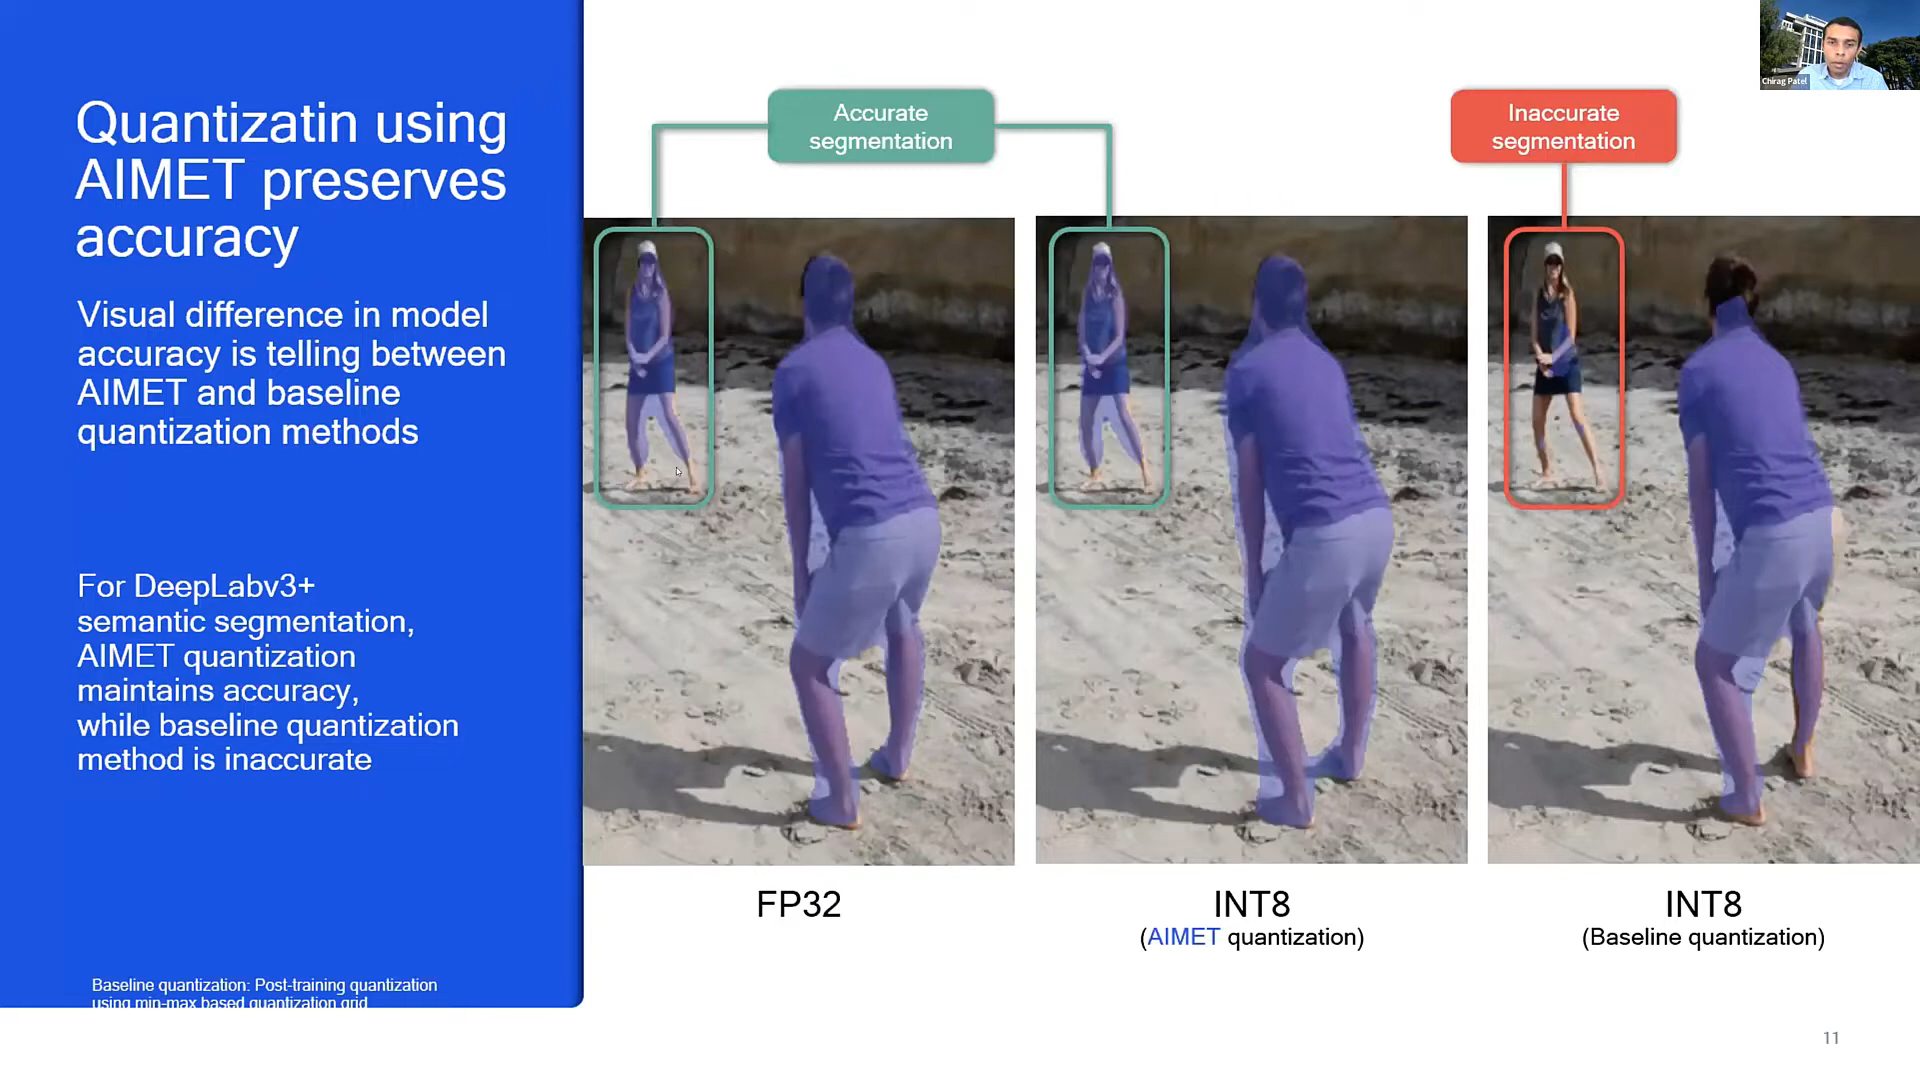 Quantizatin using
AIMET preserves
accuracy
Visual difference in model
accuracy is telling between
AIMET and baseline
quantization methods
For DeepLabv3+
semantic segmentation,
AIMET quantization
maintains accuracy,
while baseline quantization
method is inaccurate
Baseline quantization: Post-training quantization
using min-max based quantization grid
Accurate
segmentation
Inaccurate
segmentation
Chirag Patel
FP32
INT8
(AIMET quantization)
INT8
(Baseline quantization)
11